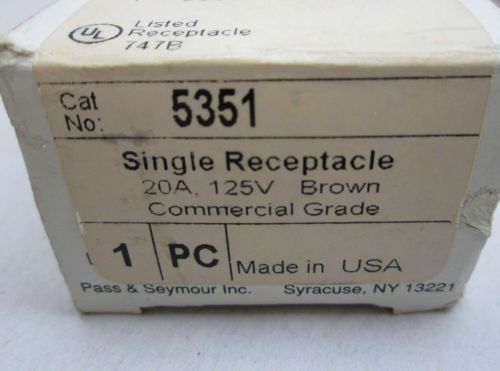 UL
Listed
Receptacle
747B
Cat
No:
5351
Single Receptacle
20A, 125V Brown
Commercial Grade
1 PC Made in USA
Pass & Seymour Inc. Syracuse, NY 13221